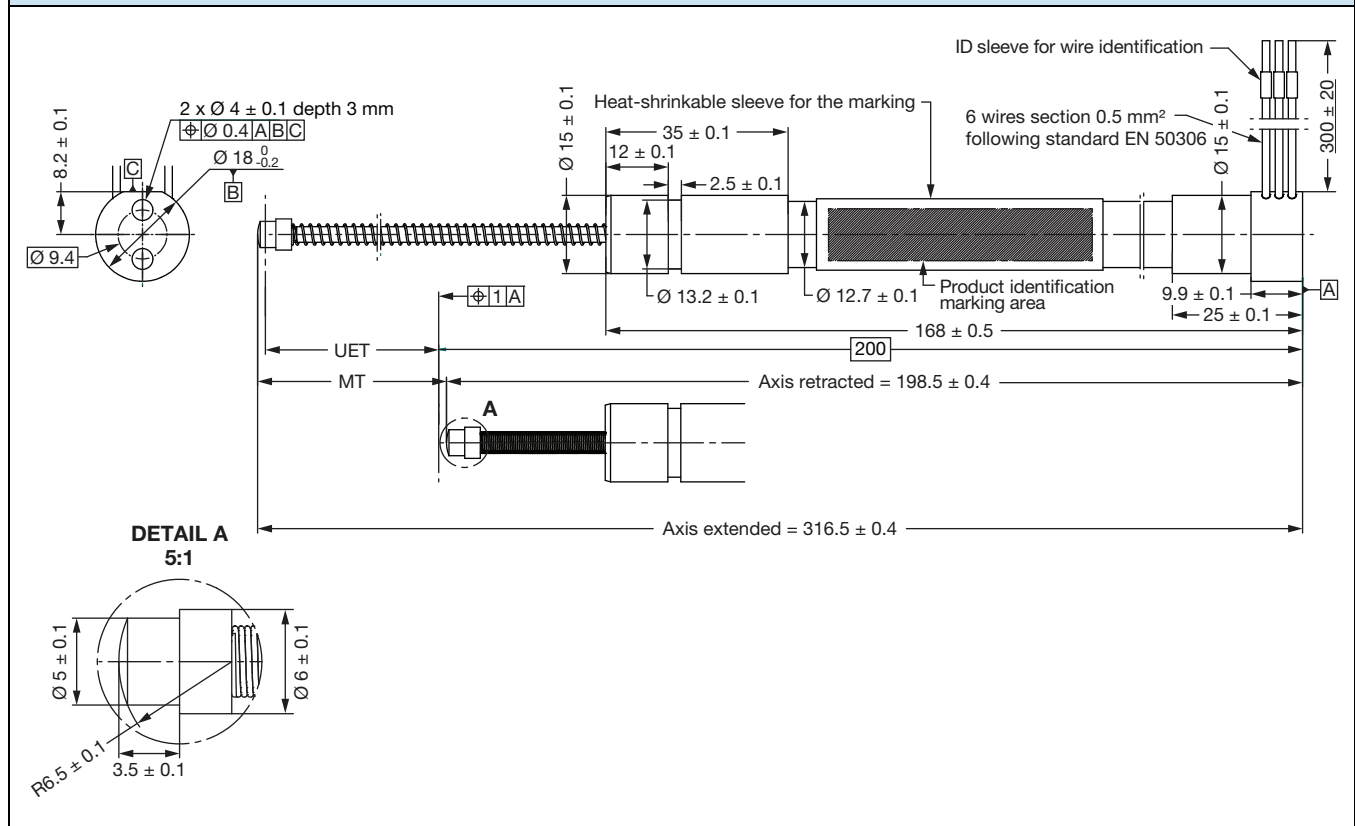 ID sleeve for wire identification
2 x Ø 4 ± 0.1 depth 3 mm
⌖ Ø 0.4 A B C
Ø 18 0 -0.2
B
C
8.2 ± 0.1
Ø 9.4
Heat-shrinkable sleeve for the marking
6 wires section 0.5 mm²
following standard EN 50306
300 ± 20
Ø 15 ± 0.1
35 ± 0.1
12 ± 0.1
2.5 ± 0.1
Ø 15 ± 0.1
Ø 13.2 ± 0.1
Ø 12.7 ± 0.1
Product identification
marking area
9.9 ± 0.1
A
25 ± 0.1
⌖ 1 A
168 ± 0.5
UET
200
MT
Axis retracted = 198.5 ± 0.4
A
Axis extended = 316.5 ± 0.4
DETAIL A
5:1
Ø 5 ± 0.1
Ø 6 ± 0.1
R6.5 ± 0.1
3.5 ± 0.1